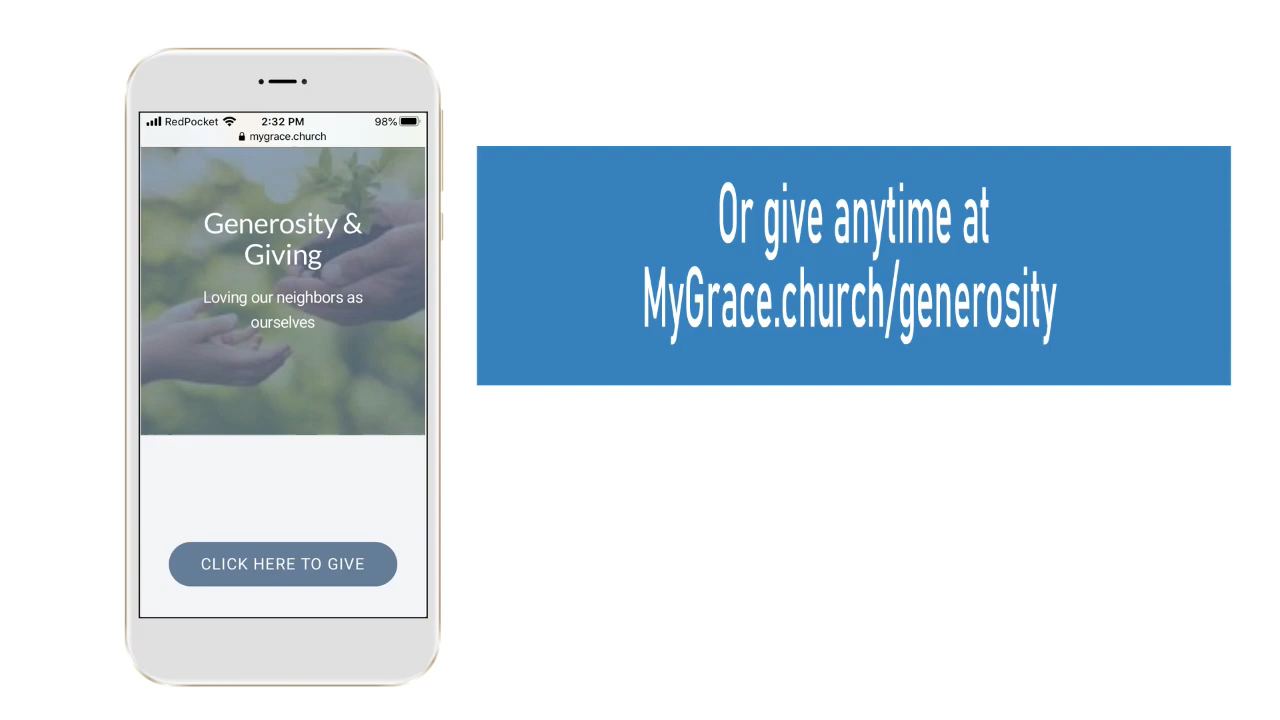 RedPocket 2:32 PM 98%
mygrace.church
Generosity &
Giving
Loving our neighbors as
ourselves
CLICK HERE TO GIVE
Or give anytime at
MyGrace.church/generosity